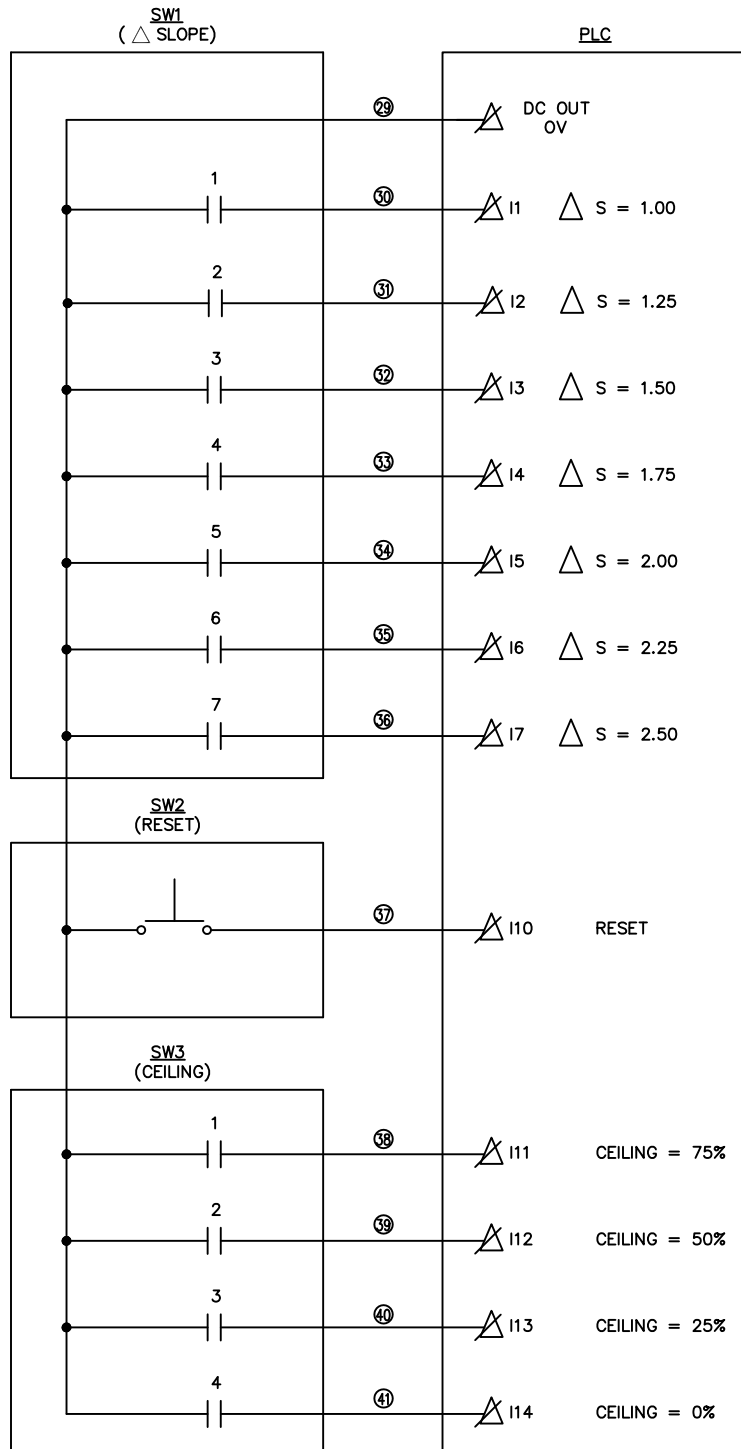 SW1
( △ SLOPE)
PLC
29
DC OUT
0V
1
30
I1 △ S = 1.00
2
31
I2 △ S = 1.25
3
32
I3 △ S = 1.50
4
33
I4 △ S = 1.75
5
34
I5 △ S = 2.00
6
35
I6 △ S = 2.25
7
36
I7 △ S = 2.50
SW2
(RESET)
37
I10 RESET
SW3
(CEILING)
1
38
I11 CEILING = 75%
2
39
I12 CEILING = 50%
3
40
I13 CEILING = 25%
4
41
I14 CEILING = 0%